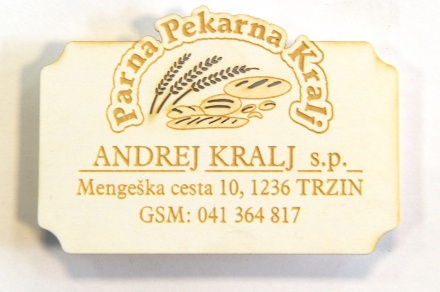 Parna Pekarna Kralj
ANDREJ KRALJ s.p.
Mengeška cesta 10, 1236 TRZIN
GSM: 041 364 817